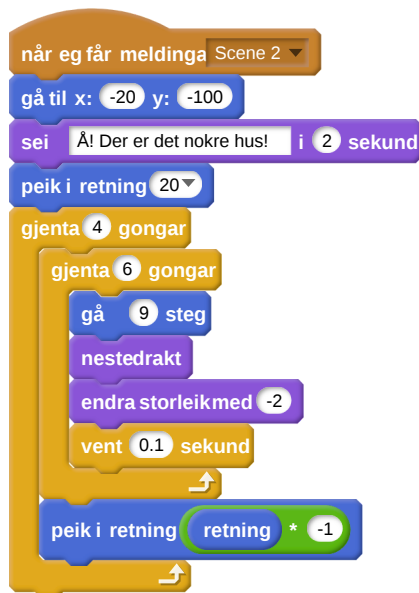 når eg får meldinga Scene 2
gå til x: -20 y: -100
sei Å! Der er det nokre hus! i 2 sekund
peik i retning 20
gjenta 4 gongar
gjenta 6 gongar
gå 9 steg
nestedrakt
endra storleikmed -2
vent 0.1 sekund
peik i retning retning * -1